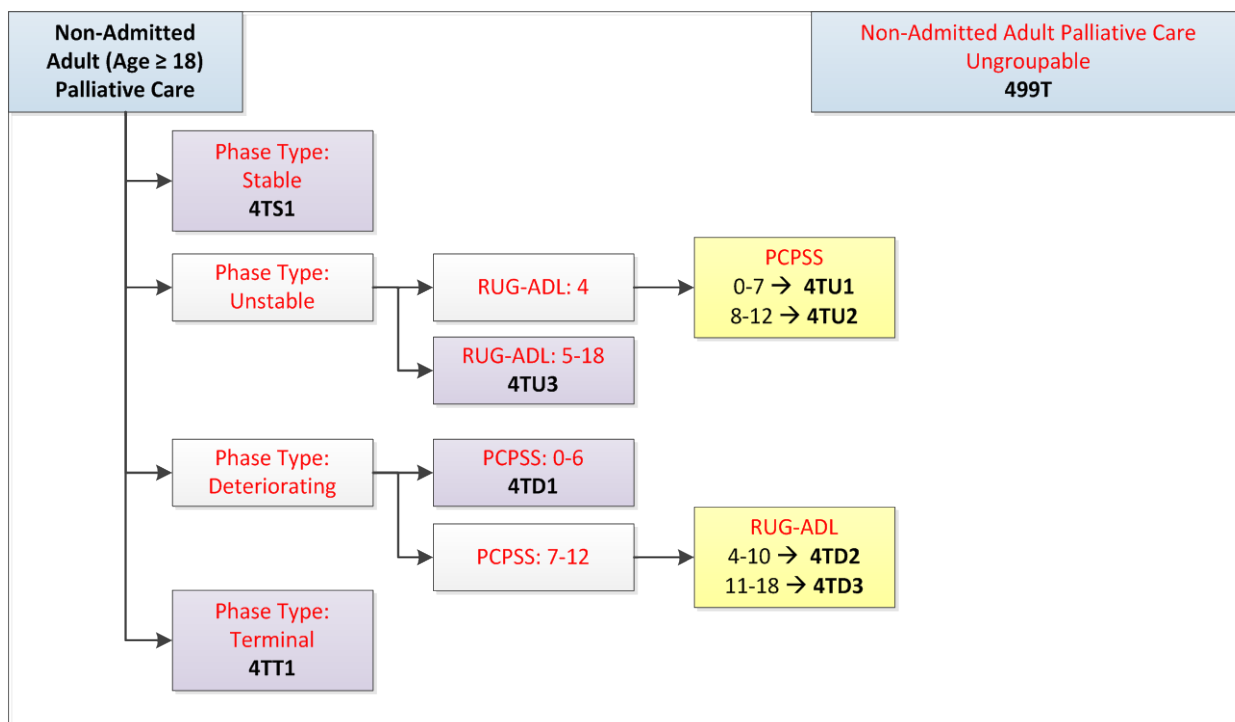 Non-Admitted
Adult (Age ≥ 18)
Palliative Care
Non-Admitted Adult Palliative Care
Ungroupable
499T
Phase Type:
Stable
4TS1
Phase Type:
Unstable
RUG-ADL: 4
PCPSS
0-7 → 4TU1
8-12 → 4TU2
RUG-ADL: 5-18
4TU3
Phase Type:
Deteriorating
PCPSS: 0-6
4TD1
PCPSS: 7-12
RUG-ADL
4-10 → 4TD2
11-18 → 4TD3
Phase Type:
Terminal
4TT1